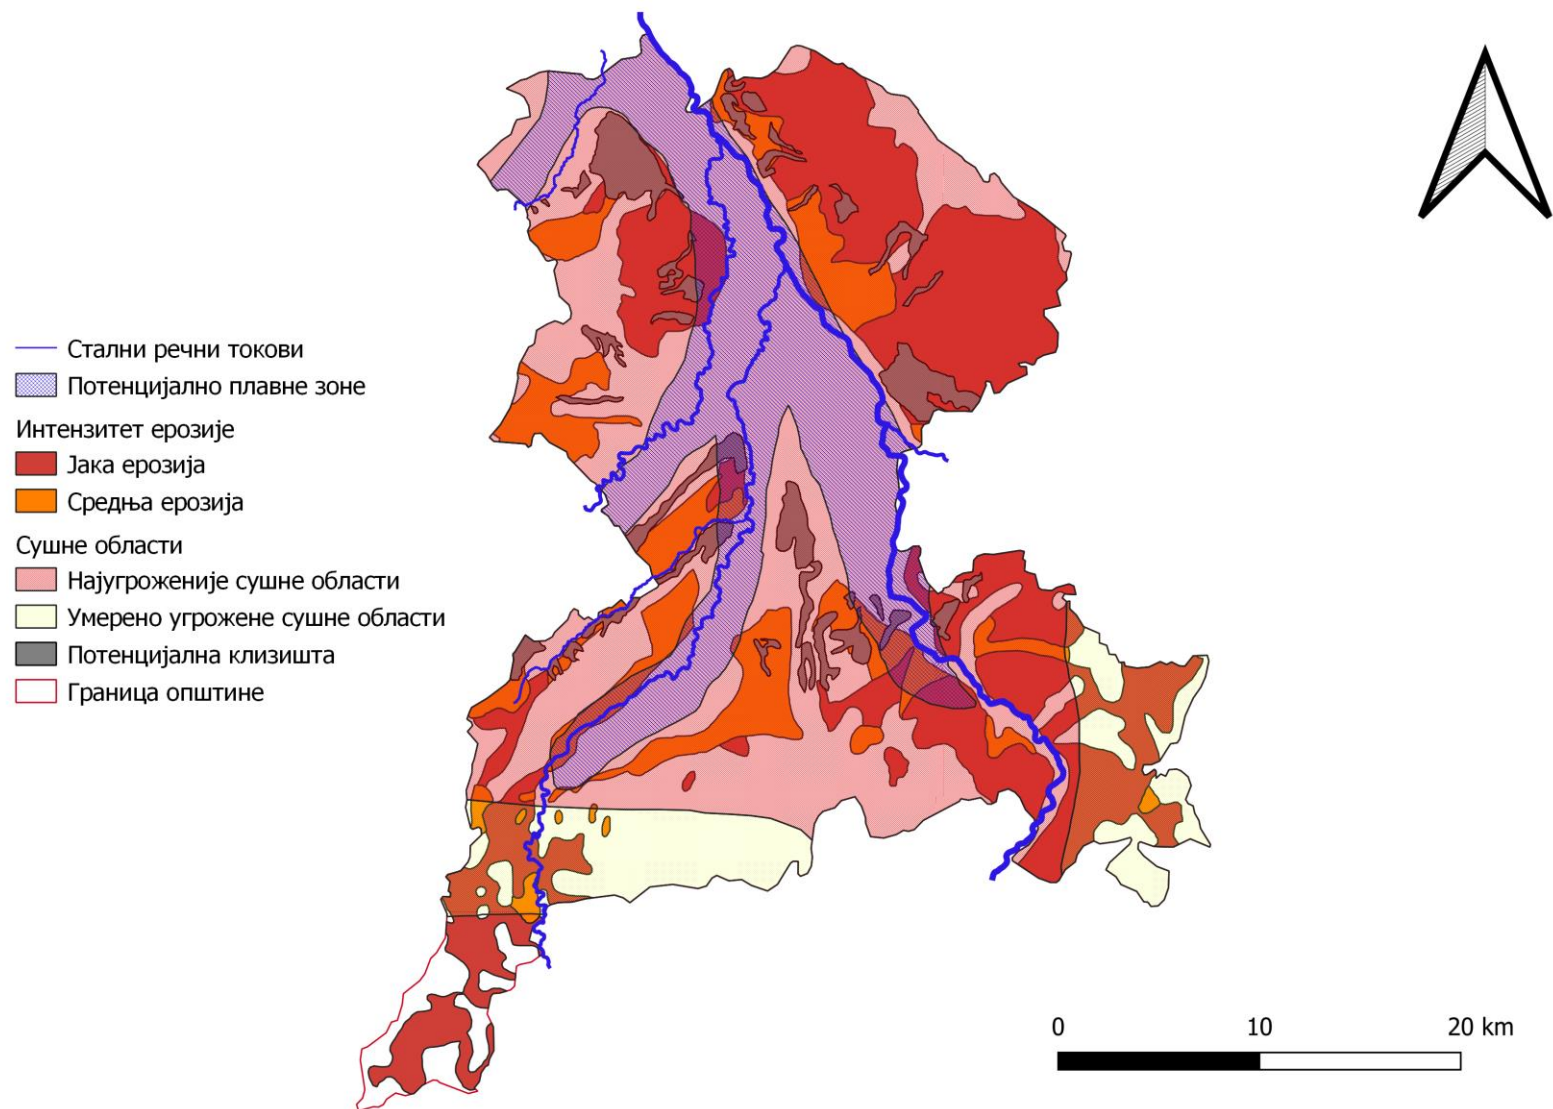 Стални речни токови
Потенцијално плавне зоне
Интензитет ерозије
Јака ерозија
Средња ерозија
Сушне области
Најугроженије сушне области
Умерено угрожене сушне области
Потенцијална клизишта
Граница општине
0 10 20 km